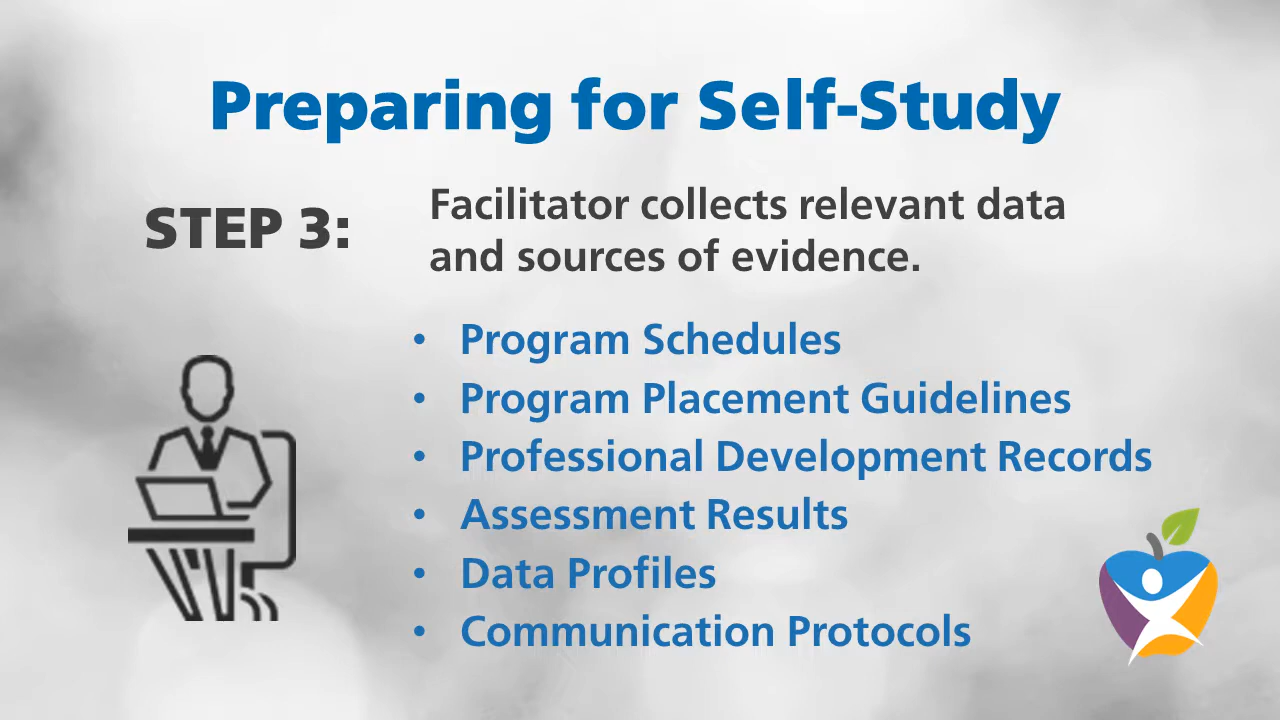 Preparing for Self-Study
STEP 3:
Facilitator collects relevant data
and sources of evidence.
• Program Schedules
• Program Placement Guidelines
• Professional Development Records
• Assessment Results
• Data Profiles
• Communication Protocols